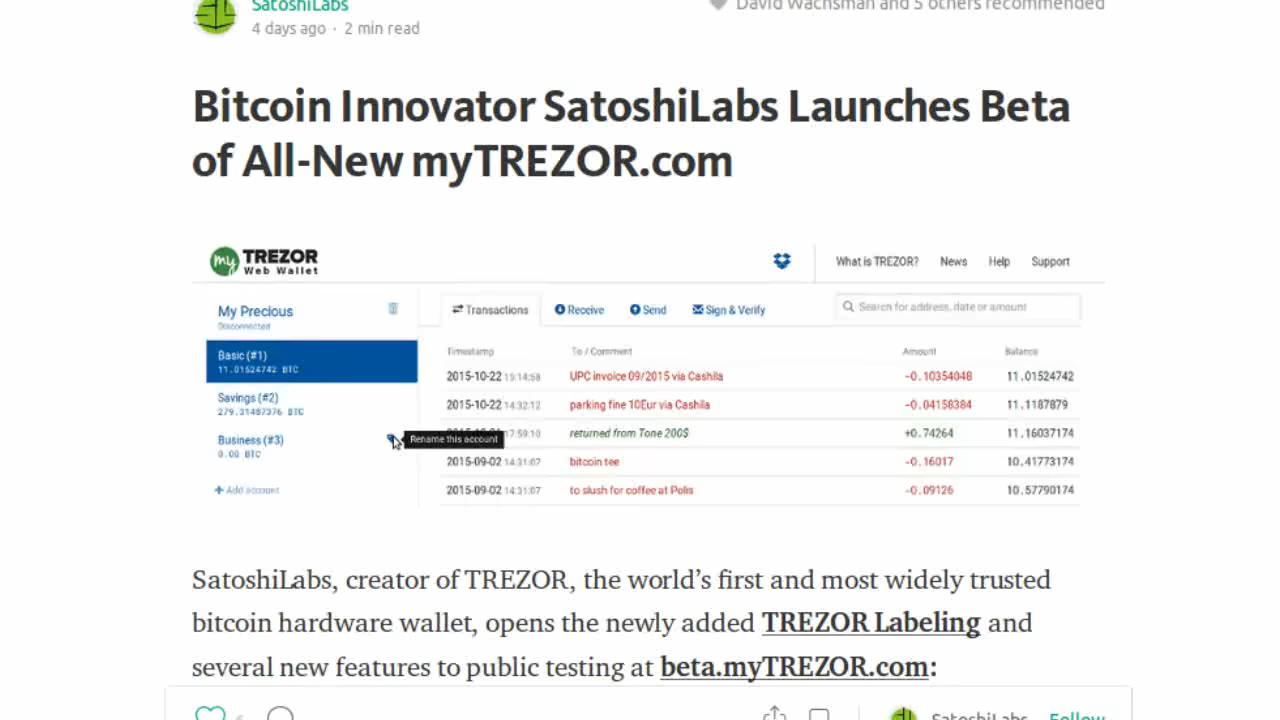 SatoshiLabs
David Wachsman and 5 others recommended
4 days ago · 2 min read
Bitcoin Innovator SatoshiLabs Launches Beta
of All-New myTREZOR.com
my TREZOR
Web Wallet
What is TREZOR? News Help Support
My Precious
Disconnected
Transactions Receive Send Sign & Verify Search for address, date or amount
Basic (#1)
11.01524742 BTC
Savings (#2)
279.31487376 BTC
Business (#3)
0.00 BTC
Rename this account
+ Add account
Timestamp To / Comment Amount Balance
2015-10-22 15:14:58 UPC invoice 09/2015 via Cashila -0.10354048 11.01524742
2015-10-22 14:32:12 parking fine 10Eur via Cashila -0.04158384 11.1187879
17:59:10 returned from Tone 200$ +0.74264 11.16037174
2015-09-02 14:31:07 bitcoin tee -0.16017 10.41773174
2015-09-02 14:31:07 to slush for coffee at Polis -0.09126 10.57790174
SatoshiLabs, creator of TREZOR, the world’s first and most widely trusted
bitcoin hardware wallet, opens the newly added TREZOR Labeling and
several new features to public testing at beta.myTREZOR.com:
SatoshiLabs Follow